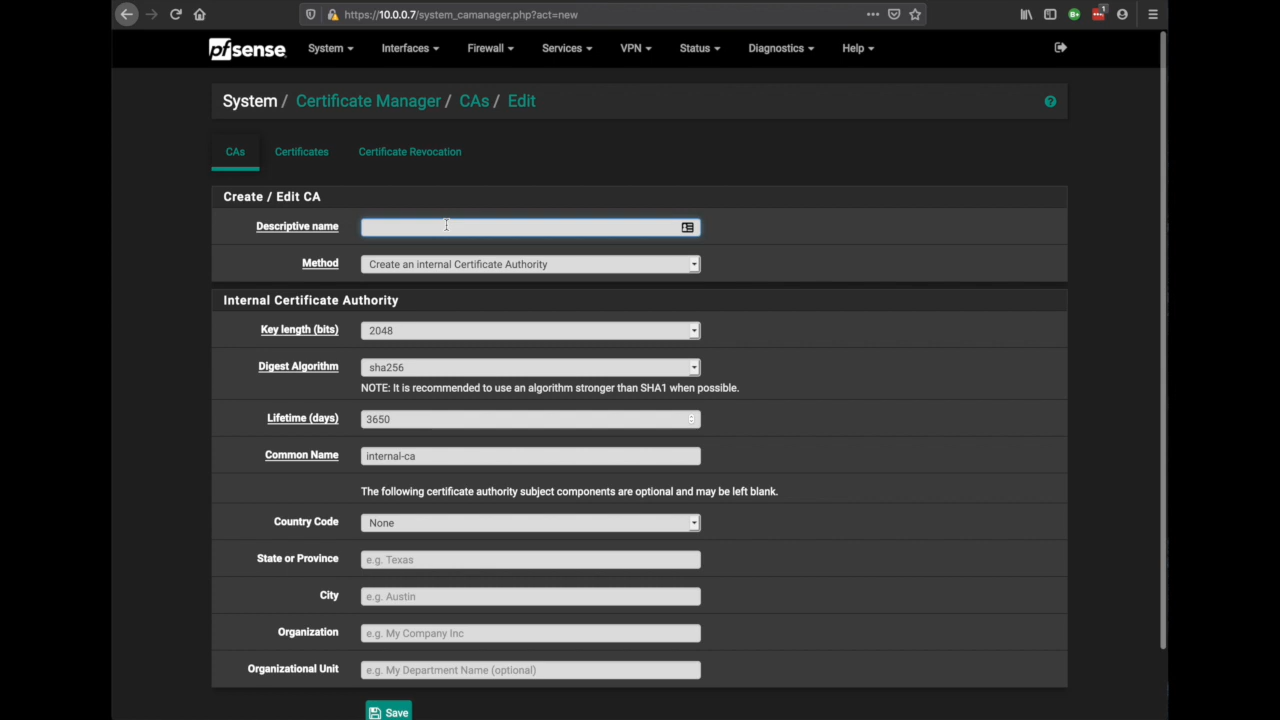 https://10.0.0.7/system_camanager.php?act=new
1
pfsense System Interfaces Firewall Services VPN Status Diagnostics Help
System / Certificate Manager / CAs / Edit
CAs Certificates Certificate Revocation
Create / Edit CA
Descriptive name
Method Create an internal Certificate Authority
Internal Certificate Authority
Key length (bits) 2048
Digest Algorithm sha256
NOTE: It is recommended to use an algorithm stronger than SHA1 when possible.
Lifetime (days) 3650
Common Name internal-ca
The following certificate authority subject components are optional and may be left blank.
Country Code None
State or Province e.g. Texas
City e.g. Austin
Organization e.g. My Company Inc
Organizational Unit e.g. My Department Name (optional)
Save